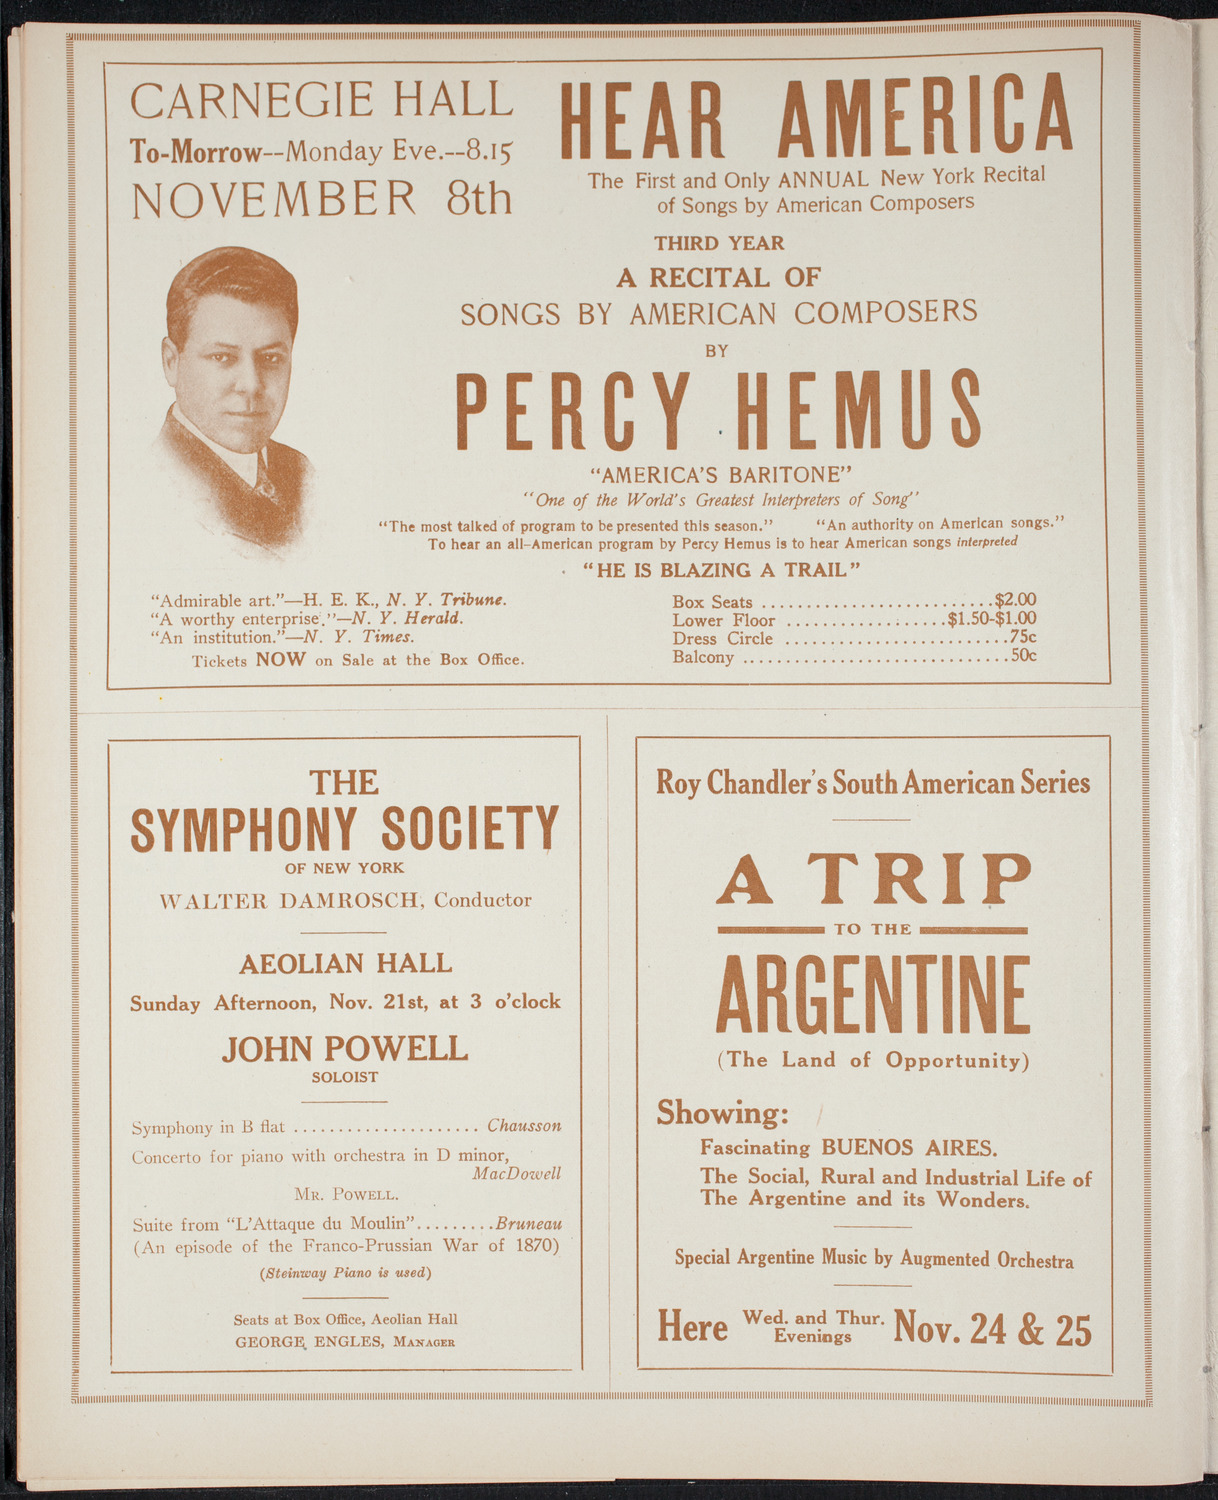 CARNEGIE HALL
To-Morrow--Monday Eve.--8.15
NOVEMBER 8th
HEAR AMERICA
The First and Only ANNUAL New York Recital
of Songs by American Composers
THIRD YEAR
A RECITAL OF
SONGS BY AMERICAN COMPOSERS
BY
PERCY HEMUS
"AMERICA'S BARITONE"
"One of the World's Greatest Interpreters of Song"
"The most talked of program to be presented this season." "An authority on American songs."
To hear an all-American program by Percy Hemus is to hear American songs interpreted
"HE IS BLAZING A TRAIL"
"Admirable art."—H. E. K., N. Y. Tribune.
"A worthy enterprise."—N. Y. Herald.
"An institution."—N. Y. Times.
Tickets NOW on Sale at the Box Office.
Box Seats ..........................$2.00
Lower Floor ..................$1.50-$1.00
Dress Circle .........................75c
Balcony ..............................50c
THE
SYMPHONY SOCIETY
OF NEW YORK
WALTER DAMROSCH, Conductor
AEOLIAN HALL
Sunday Afternoon, Nov. 21st, at 3 o'clock
JOHN POWELL
SOLOIST
Symphony in B flat ..................... Chausson
Concerto for piano with orchestra in D minor,
MacDowell
MR. POWELL.
Suite from "L'Attaque du Moulin".........Bruneau
(An episode of the Franco-Prussian War of 1870)
(Steinway Piano is used)
Seats at Box Office, Aeolian Hall
GEORGE ENGLES, MANAGER
Roy Chandler's South American Series
A TRIP
TO THE
ARGENTINE
(The Land of Opportunity)
Showing:
Fascinating BUENOS AIRES.
The Social, Rural and Industrial Life of
The Argentine and its Wonders.
Special Argentine Music by Augmented Orchestra
Here Wed. and Thur. Evenings Nov. 24 & 25